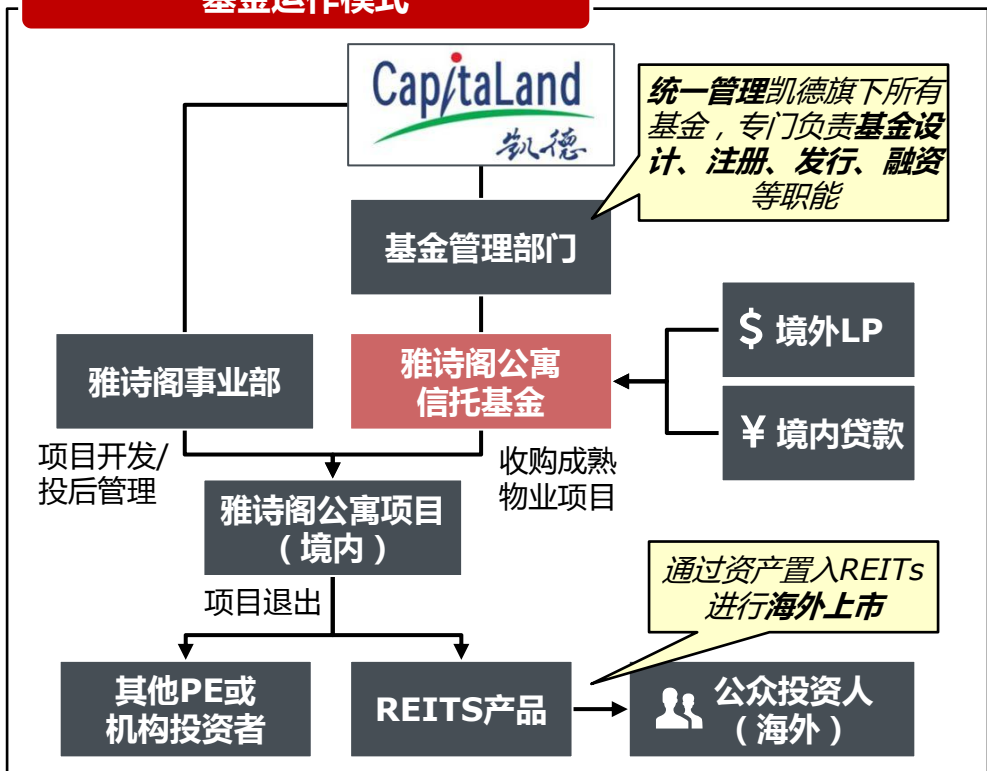 基金运作模式
CapitaLand
凯德
统一管理凯德旗下所有
基金，专门负责基金设
计、注册、发行、融资
等职能
基金管理部门
雅诗阁事业部
雅诗阁公寓
信托基金
$ 境外LP
¥ 境内贷款
项目开发/
投后管理
收购成熟
物业项目
雅诗阁公寓项目
（境内）
项目退出
通过资产置入REITs
进行海外上市
其他PE或
机构投资者
REITS产品
公众投资人
（海外）